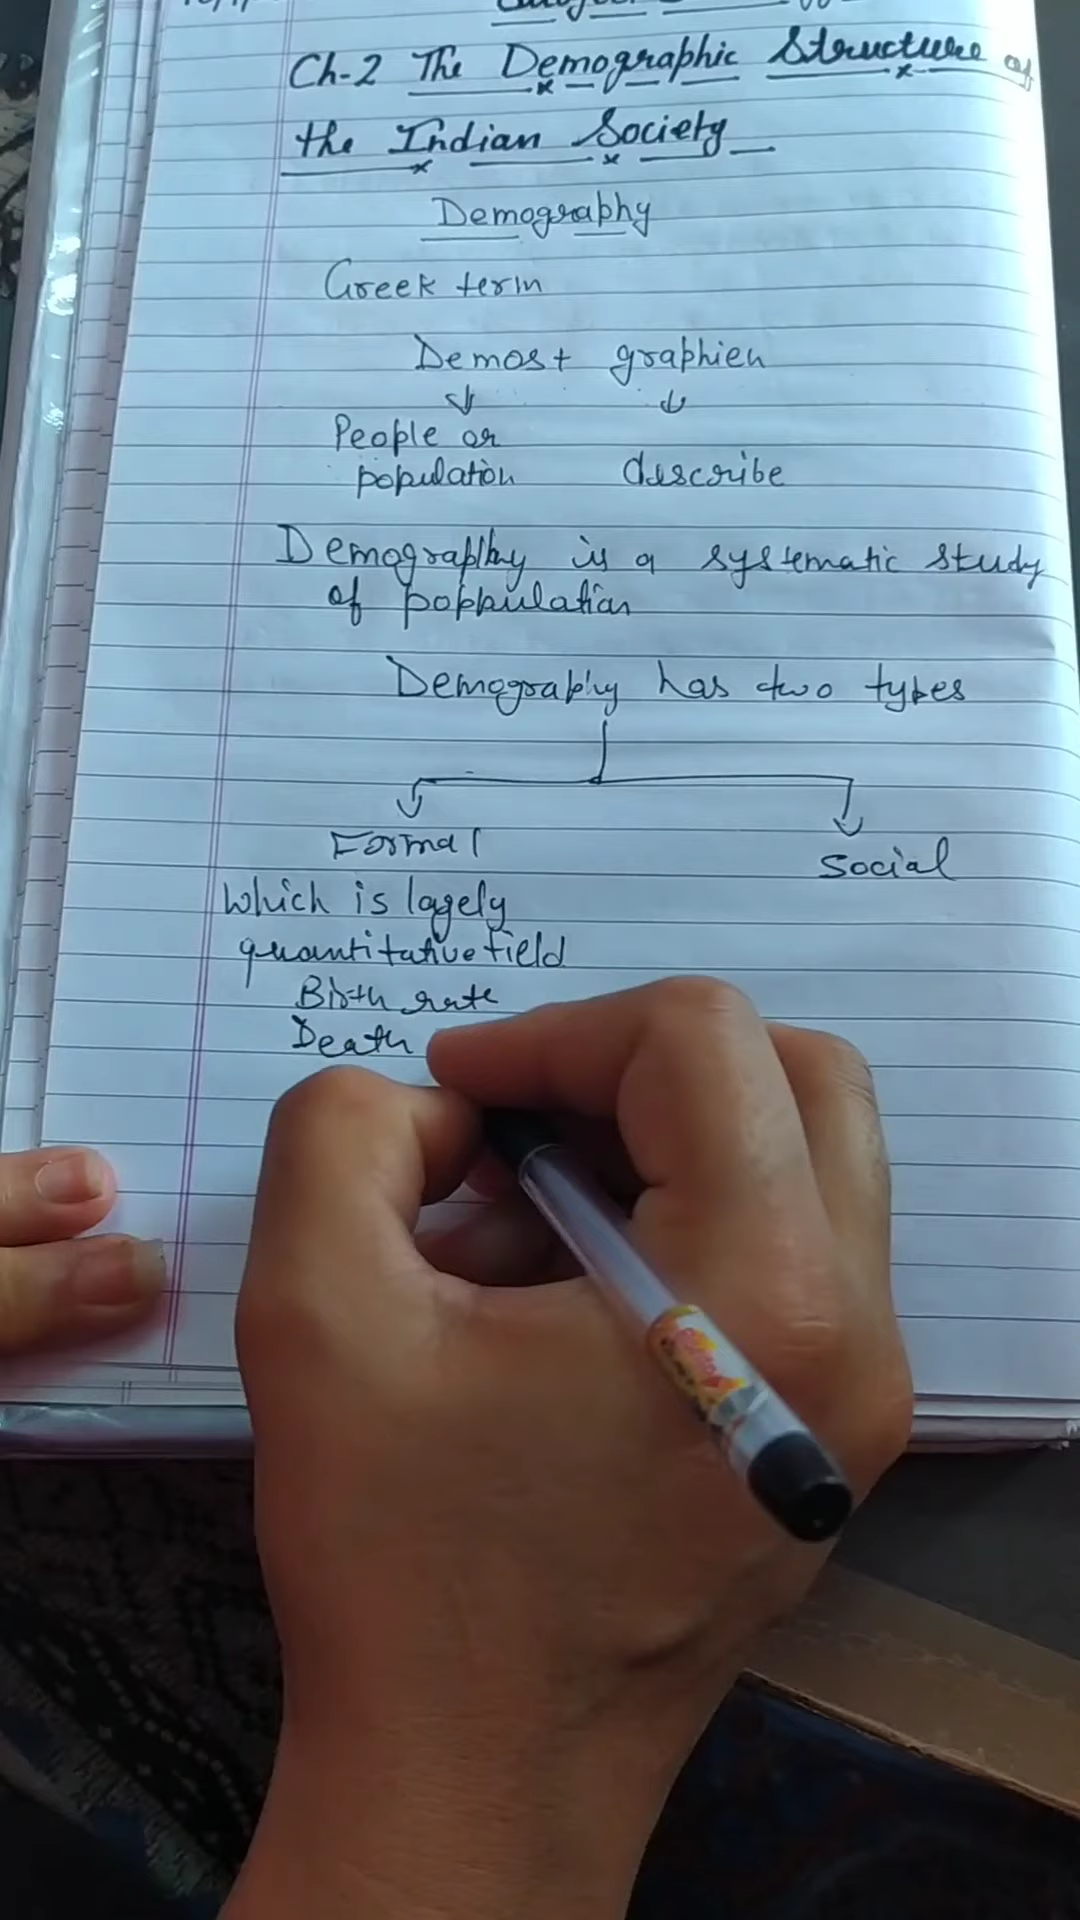 Ch-2 The Demographic Structure of
the Indian Society
Demography
Greek term
Demos + graphien
People or
population describe
Demography is a systematic study
of poppulation
Demography has two types
Formal
Social
Which is lagely
quantitative field
Birth rate
Death